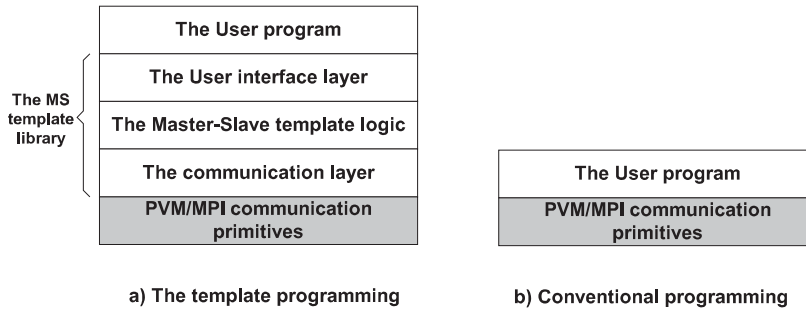 The User program
The User interface layer
The MS
template
library
The Master-Slave template logic
The communication layer
PVM/MPI communication
primitives
a) The template programming
The User program
PVM/MPI communication
primitives
b) Conventional programming